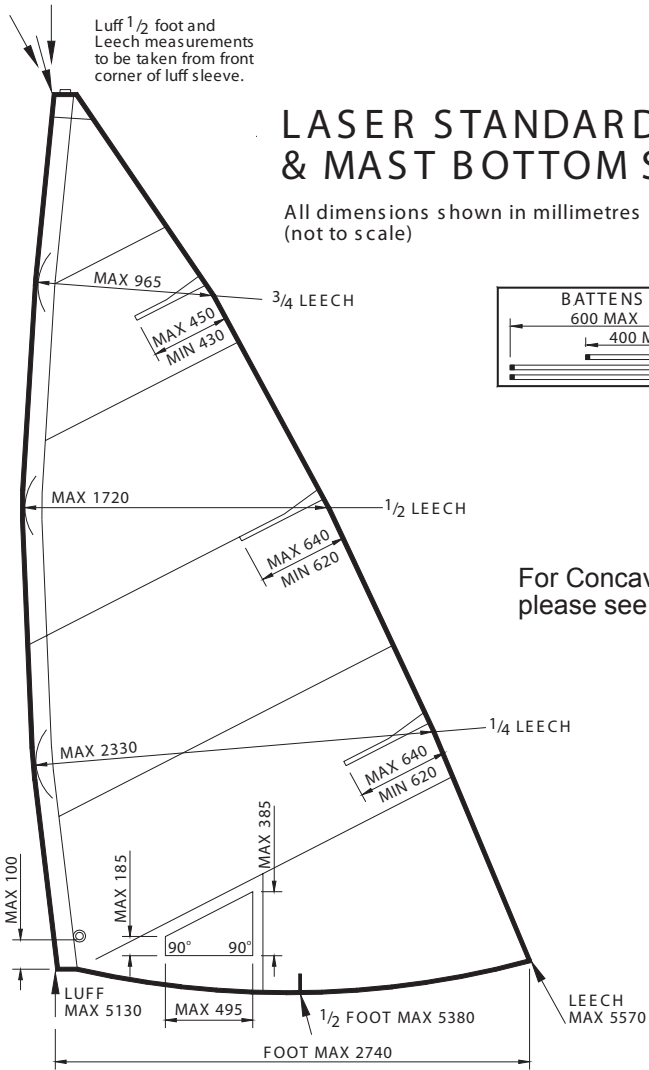 Luff 1/2 foot and
Leech measurements
to be taken from front
corner of luff sleeve.
LASER STANDARD
& MAST BOTTOM S
All dimensions shown in millimetres
(not to scale)
MAX 965
3/4 LEECH
MAX 450
MIN 430
BATTENS
600 MAX
400 M
MAX 1720
1/2 LEECH
MAX 640
MIN 620
For Concav
please see
1/4 LEECH
MAX 2330
MAX 640
MIN 620
MAX 385
MAX 185
MAX 100
90°
90°
LUFF
MAX 5130
MAX 495
1/2 FOOT MAX 5380
LEECH
MAX 5570
FOOT MAX 2740